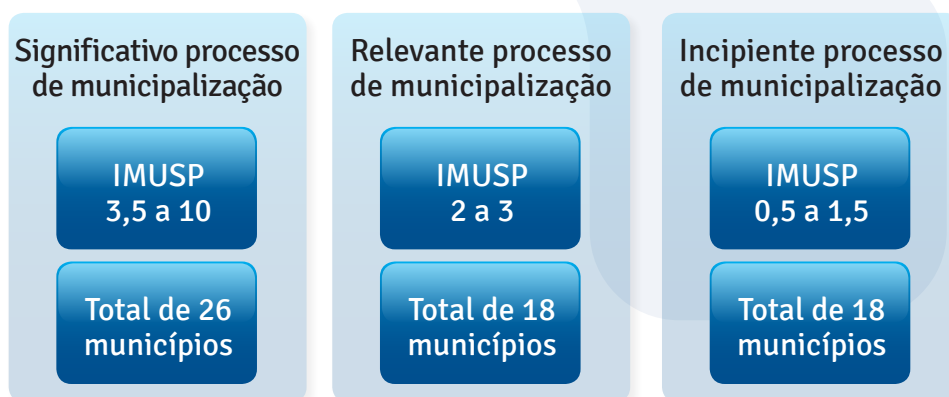 Significativo processo
de municipalização
IMUSP
3,5 a 10
Total de 26
municípios
Relevante processo
de municipalização
IMUSP
2 a 3
Total de 18
municípios
Incipiente processo
de municipalização
IMUSP
0,5 a 1,5
Total de 18
municípios